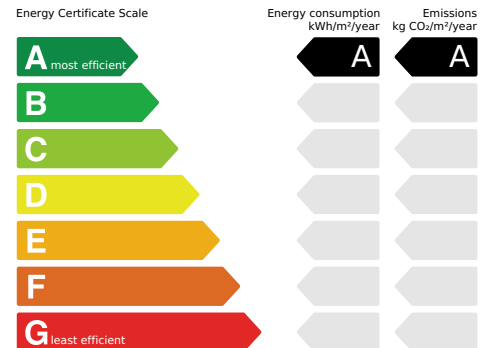 Energy Certificate Scale
Energy consumption
kWh/m²/year
Emissions
kg CO₂/m²/year
A most efficient
A
A
B
C
D
E
F
G least efficient